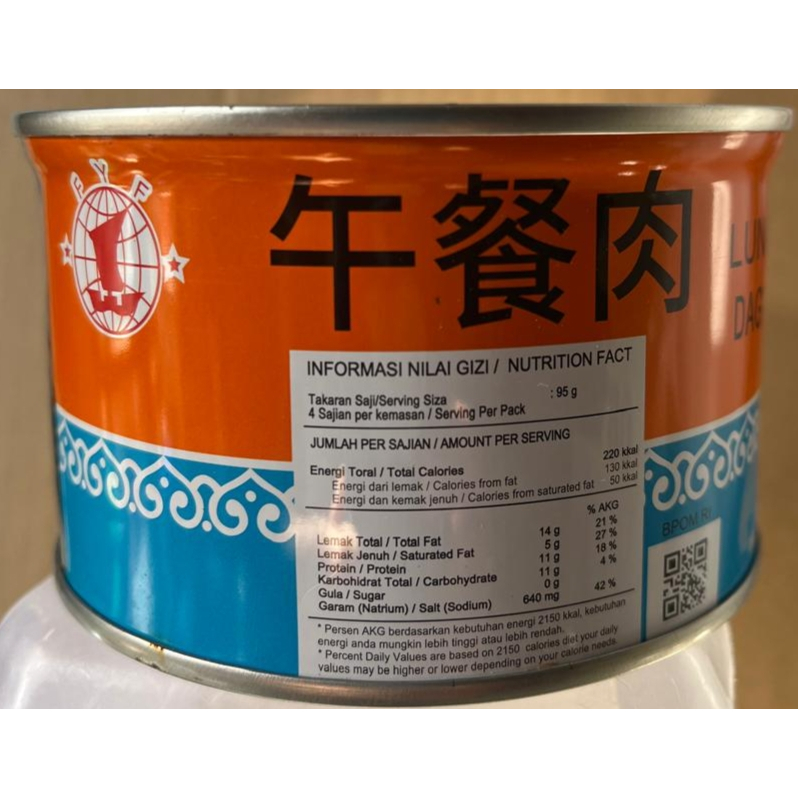 FYF
午餐肉
LUN
DAG
INFORMASI NILAI GIZI / NUTRITION FACT
Takaran Saji/Serving Siza : 95 g
4 Sajian per kemasan / Serving Per Pack
JUMLAH PER SAJIAN / AMOUNT PER SERVING
Energi Toral / Total Calories 220 kkal
Energi dari lemak / Calories from fat 130 kkal
Energi dan kemak jenuh / Calories from saturated fat 50 kkal
% AKG
Lemak Total / Total Fat 14 g 21 %
Lemak Jenuh / Saturated Fat 5 g 27 %
Protein / Protein 11 g 18 %
Karbohidrat Total / Carbohydrate 11 g 4 %
Gula / Sugar 0 g
Garam (Natrium) / Salt (Sodium) 640 mg 42 %
* Persen AKG berdasarkan kebutuhan energi 2150 kkal, kebutuhan
energi anda mungkin lebih tinggi atau lebih rendah.
* Percent Daily Values are based on 2150 calories diet your daily
values may be higher or lower depending on your calorie needs.
BPOM RI